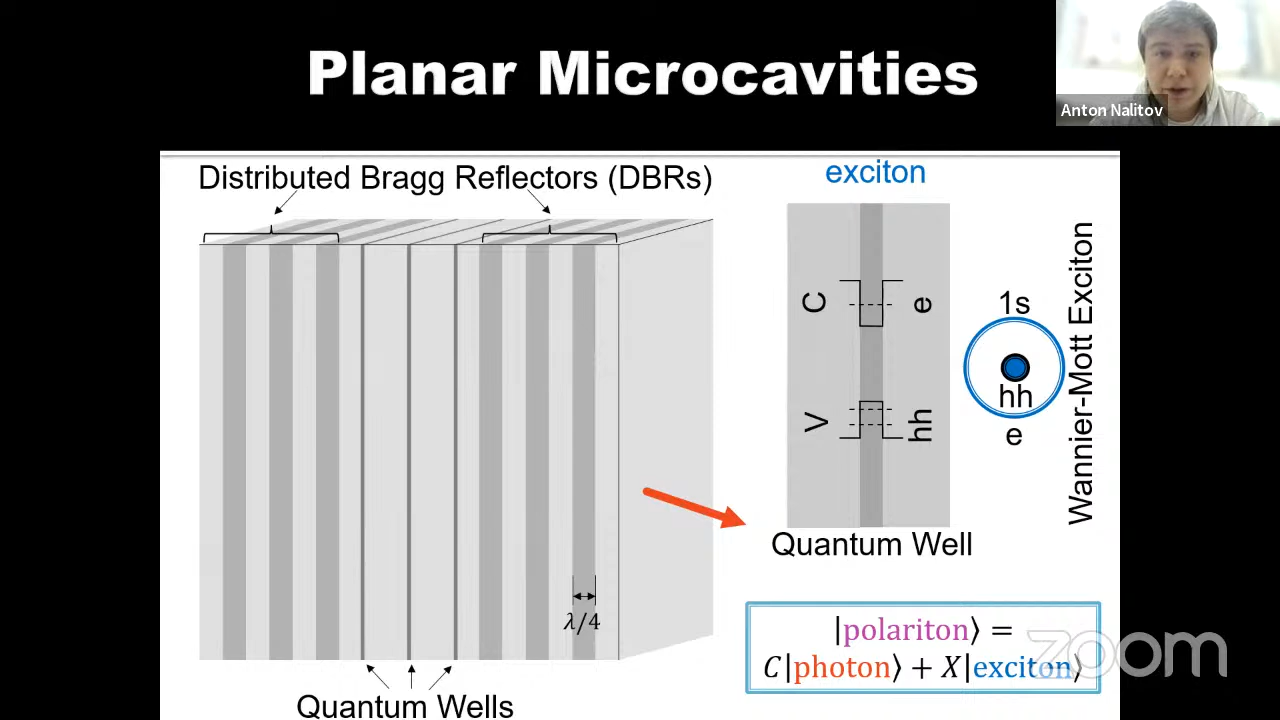 Planar Microcavities
Anton Nalitov
Distributed Bragg Reflectors (DBRs)
exciton
C
e
V
hh
1s
hh
e
Wannier-Mott Exciton
λ/4
Quantum Wells
Quantum Well
|polariton⟩ =
C|photon⟩ + X|exciton⟩
zoom